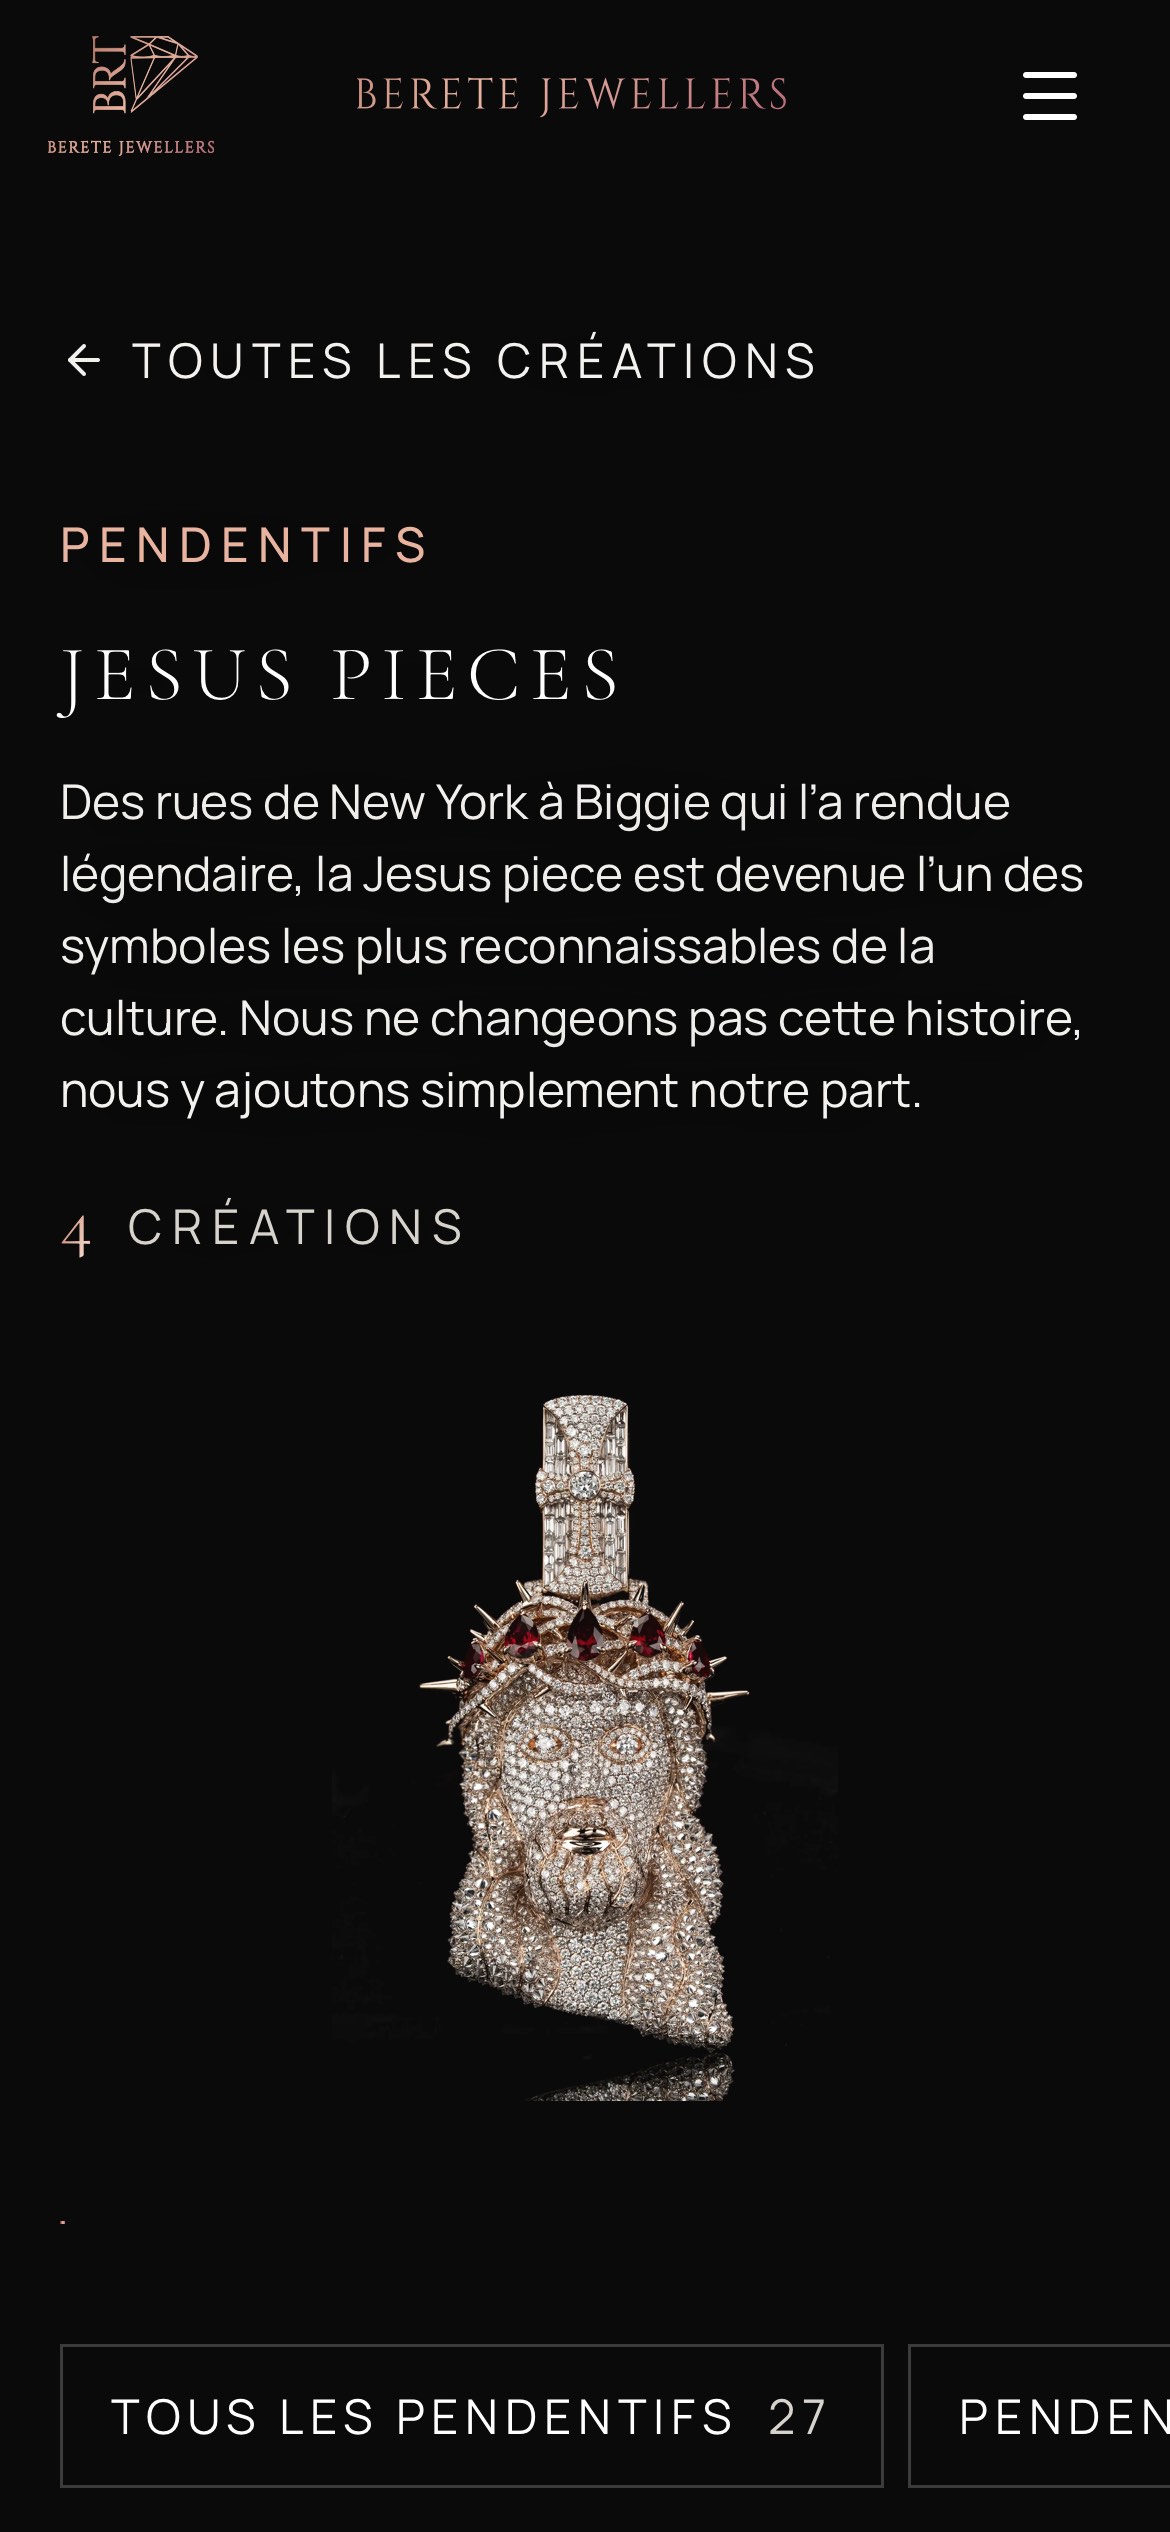 BRT
BERETE JEWELLERS
BERETE JEWELLERS
← TOUTES LES CRÉATIONS
PENDENTIFS
JESUS PIECES
Des rues de New York à Biggie qui l’a rendue
légendaire, la Jesus piece est devenue l’un des
symboles les plus reconnaissables de la
culture. Nous ne changeons pas cette histoire,
nous y ajoutons simplement notre part.
4 CRÉATIONS
TOUS LES PENDENTIFS 27
PENDEN